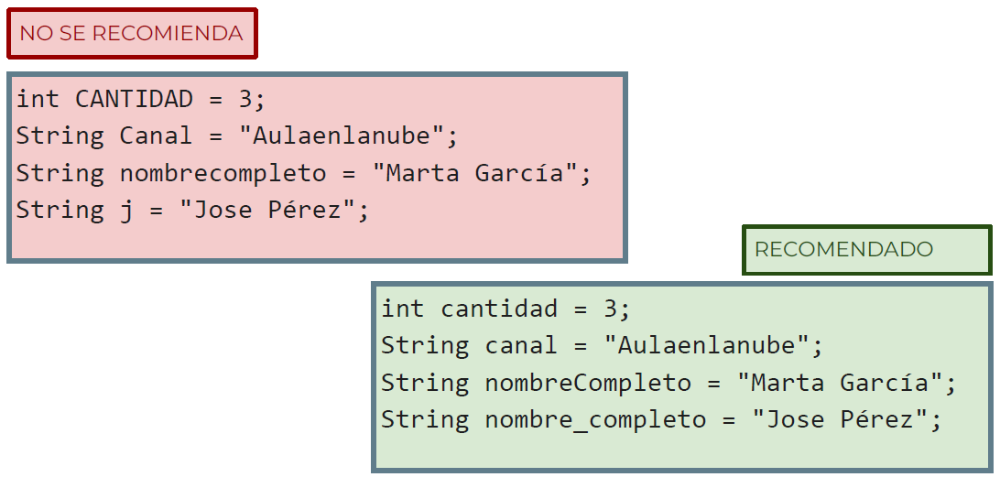 NO SE RECOMIENDA
int CANTIDAD = 3;
String Canal = "Aulaenlanube";
String nombrecompleto = "Marta García";
String j = "Jose Pérez";
RECOMENDADO
int cantidad = 3;
String canal = "Aulaenlanube";
String nombreCompleto = "Marta García";
String nombre_completo = "Jose Pérez";